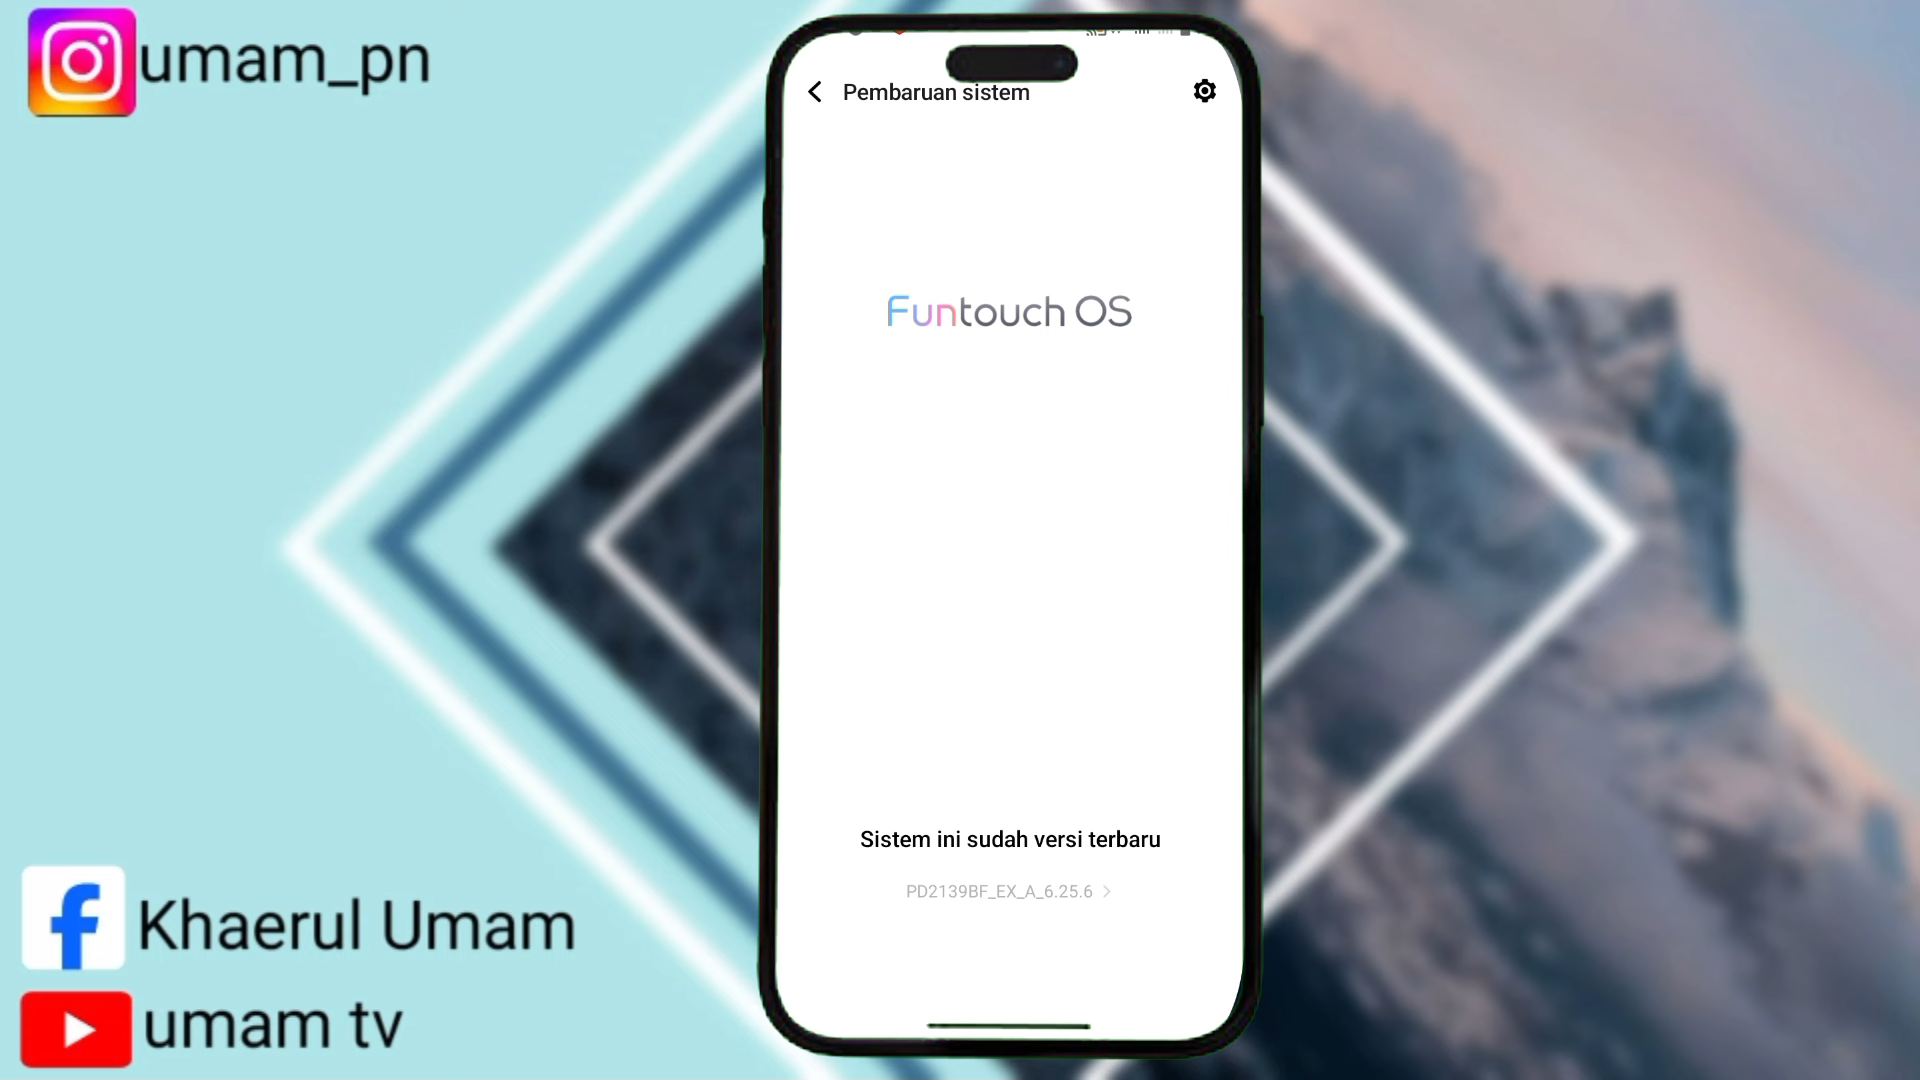 umam_pn
Pembaruan sistem
Funtouch OS
Sistem ini sudah versi terbaru
PD2139BF_EX_A_6.25.6
Khaerul Umam
umam tv